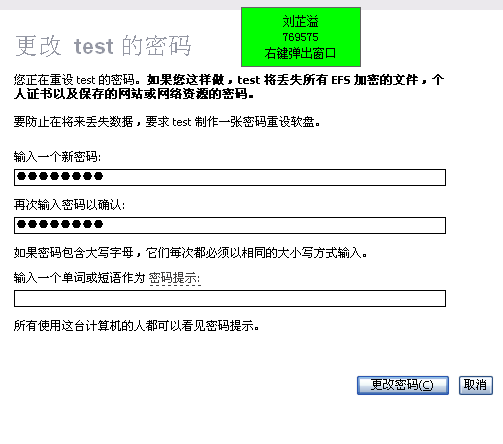 刘芷溢
769575
右键弹出窗口
更改 test 的密码
您正在重设 test 的密码。如果您这样做，test 将丢失所有 EFS 加密的文件，个
人证书以及保存的网站或网络资源的密码。
要防止在将来丢失数据，要求 test 制作一张密码重设软盘。
输入一个新密码:
●●●●●●●●
再次输入密码以确认:
●●●●●●●●
如果密码包含大写字母，它们每次都必须以相同的大小写方式输入。
输入一个单词或短语作为 密码提示:
所有使用这台计算机的人都可以看见密码提示。
更改密码(C) 取消